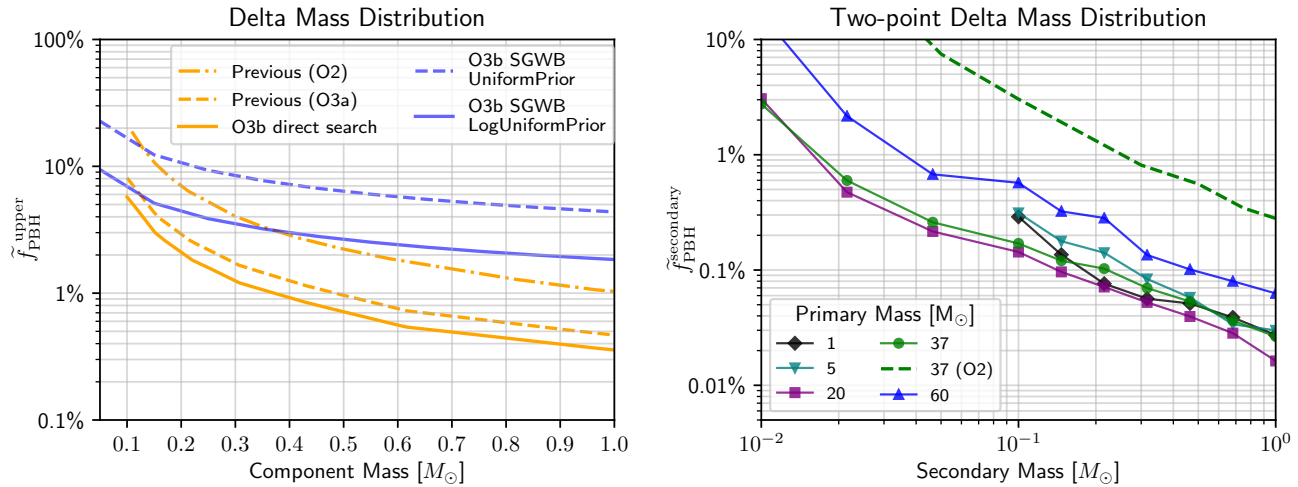 Delta Mass Distribution
100%
10%
1%
0.1%
f̃_PBH^upper
Previous (O2)
Previous (O3a)
O3b direct search
O3b SGWB
UniformPrior
O3b SGWB
LogUniformPrior
0.1 0.2 0.3 0.4 0.5 0.6 0.7 0.8 0.9 1.0
Component Mass [M☉]
Two-point Delta Mass Distribution
10%
1%
0.1%
0.01%
f̃_PBH^secondary
Primary Mass [M☉]
1
5
20
37
37 (O2)
60
10⁻² 10⁻¹ 10⁰
Secondary Mass [M☉]